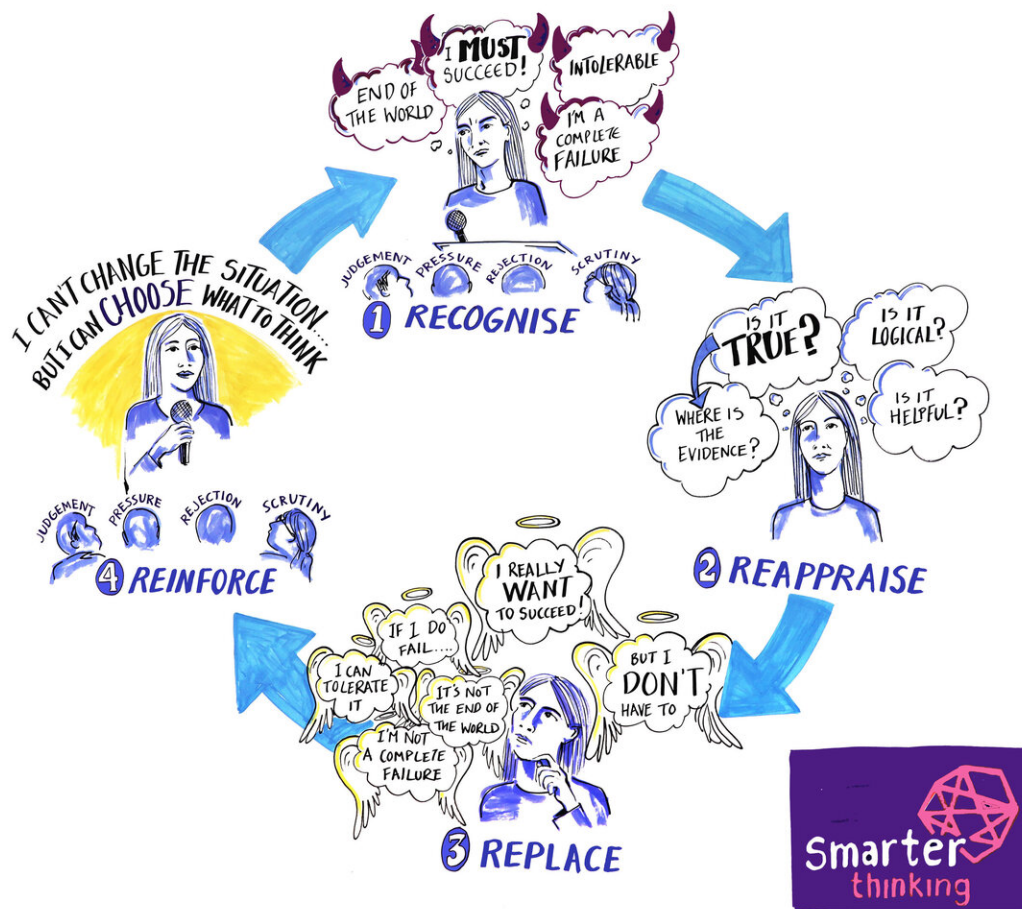 END OF
THE WORLD
I MUST
SUCCEED!
INTOLERABLE
I'M A
COMPLETE
FAILURE
JUDGEMENT
PRESSURE
REJECTION
SCRUTINY
1 RECOGNISE
IS IT
TRUE?
IS IT
LOGICAL?
WHERE IS
THE
EVIDENCE?
IS IT
HELPFUL?
2 REAPPRAISE
I REALLY
WANT
TO SUCCEED!
BUT I
DON'T
HAVE TO
IF I DO
FAIL....
I CAN
TOLERATE
IT
IT'S NOT
THE END OF
THE WORLD
I'M NOT
A COMPLETE
FAILURE
3 REPLACE
I CAN'T CHANGE THE SITUATION....
BUT I CAN CHOOSE WHAT TO THINK
JUDGEMENT
PRESSURE
REJECTION
SCRUTINY
4 REINFORCE
Smarter
thinking